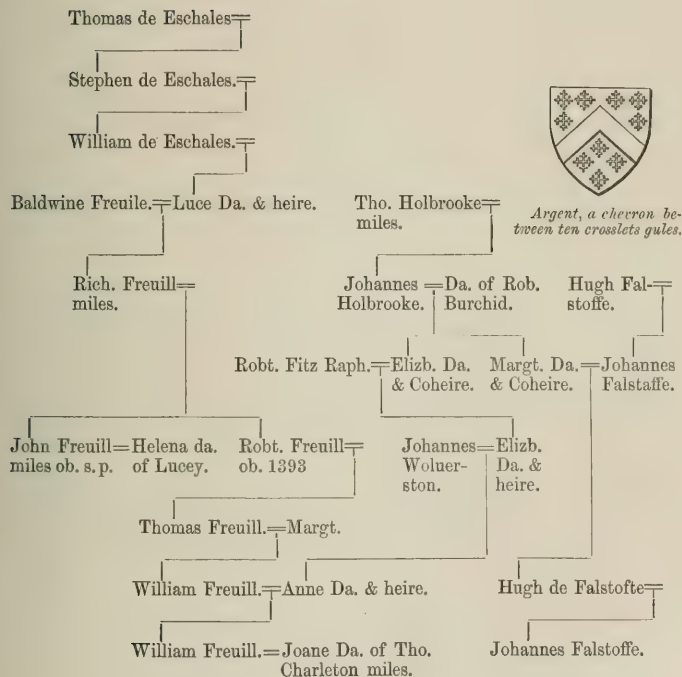 Thomas de Eschales
Stephen de Eschales.
William de Eschales.
Baldwine Freuile. Luce Da. & heire. Tho. Holbrooke
miles.
Argent, a chevron be-
tween ten crosslets gules.
Rich. Freuill
miles.
Johannes
Holbrooke.
Da. of Rob.
Burchid.
Hugh Fal-
stoffe.
Robt. Fitz Raph.
Elizb. Da.
& Coheire.
Margt. Da.
& Coheire.
Johannes
Falstaffe.
John Freuill
miles ob. s. p.
Helena da.
of Lucey.
Robt. Freuill
ob. 1393
Johannes
Woluer-
ston.
Elizb.
Da. &
heire.
Thomas Freuill. Margt.
William Freuill. Anne Da. & heire.
Hugh de Falstofte
William Freuill. Joane Da. of Tho.
Charleton miles.
Johannes Falstoffe.